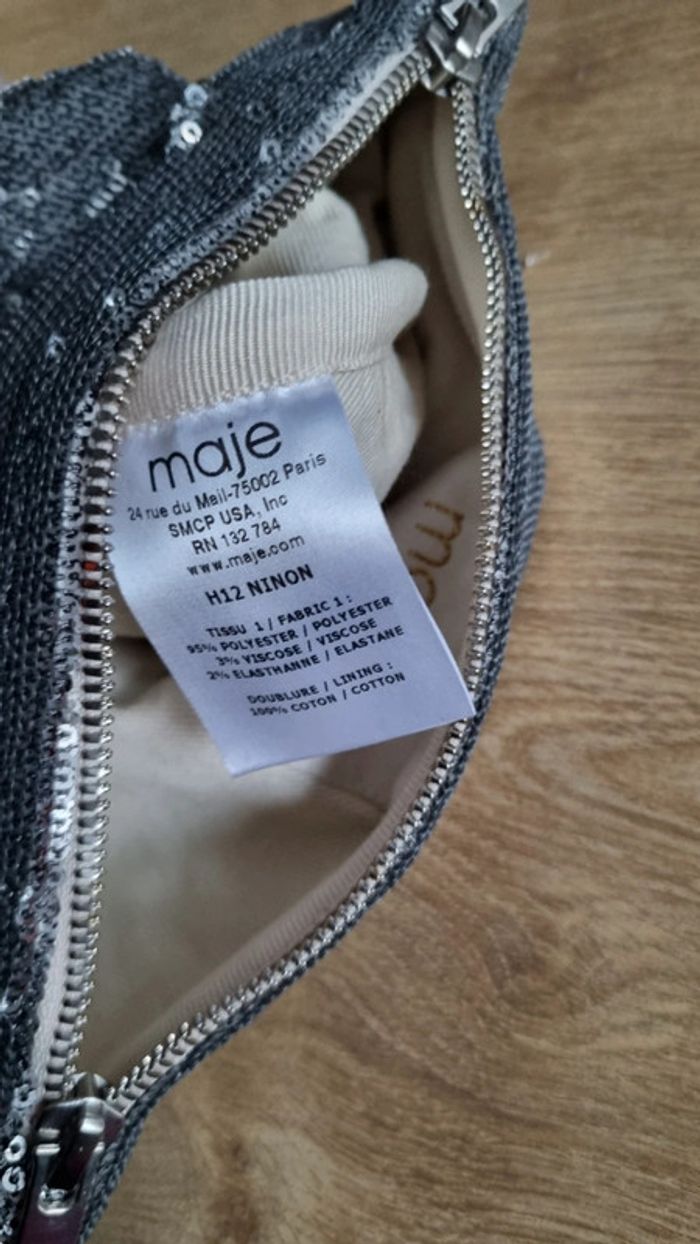 maje
24 rue du Mail-75002 Paris
SMCP USA, Inc
RN 132 784
www.maje.com
H12 NINON
TISSU 1 / FABRIC 1 :
95% POLYESTER / POLYESTER
3% VISCOSE / VISCOSE
2% ELASTHANNE / ELASTANE
DOUBLURE / LINING :
100% COTON / COTTON